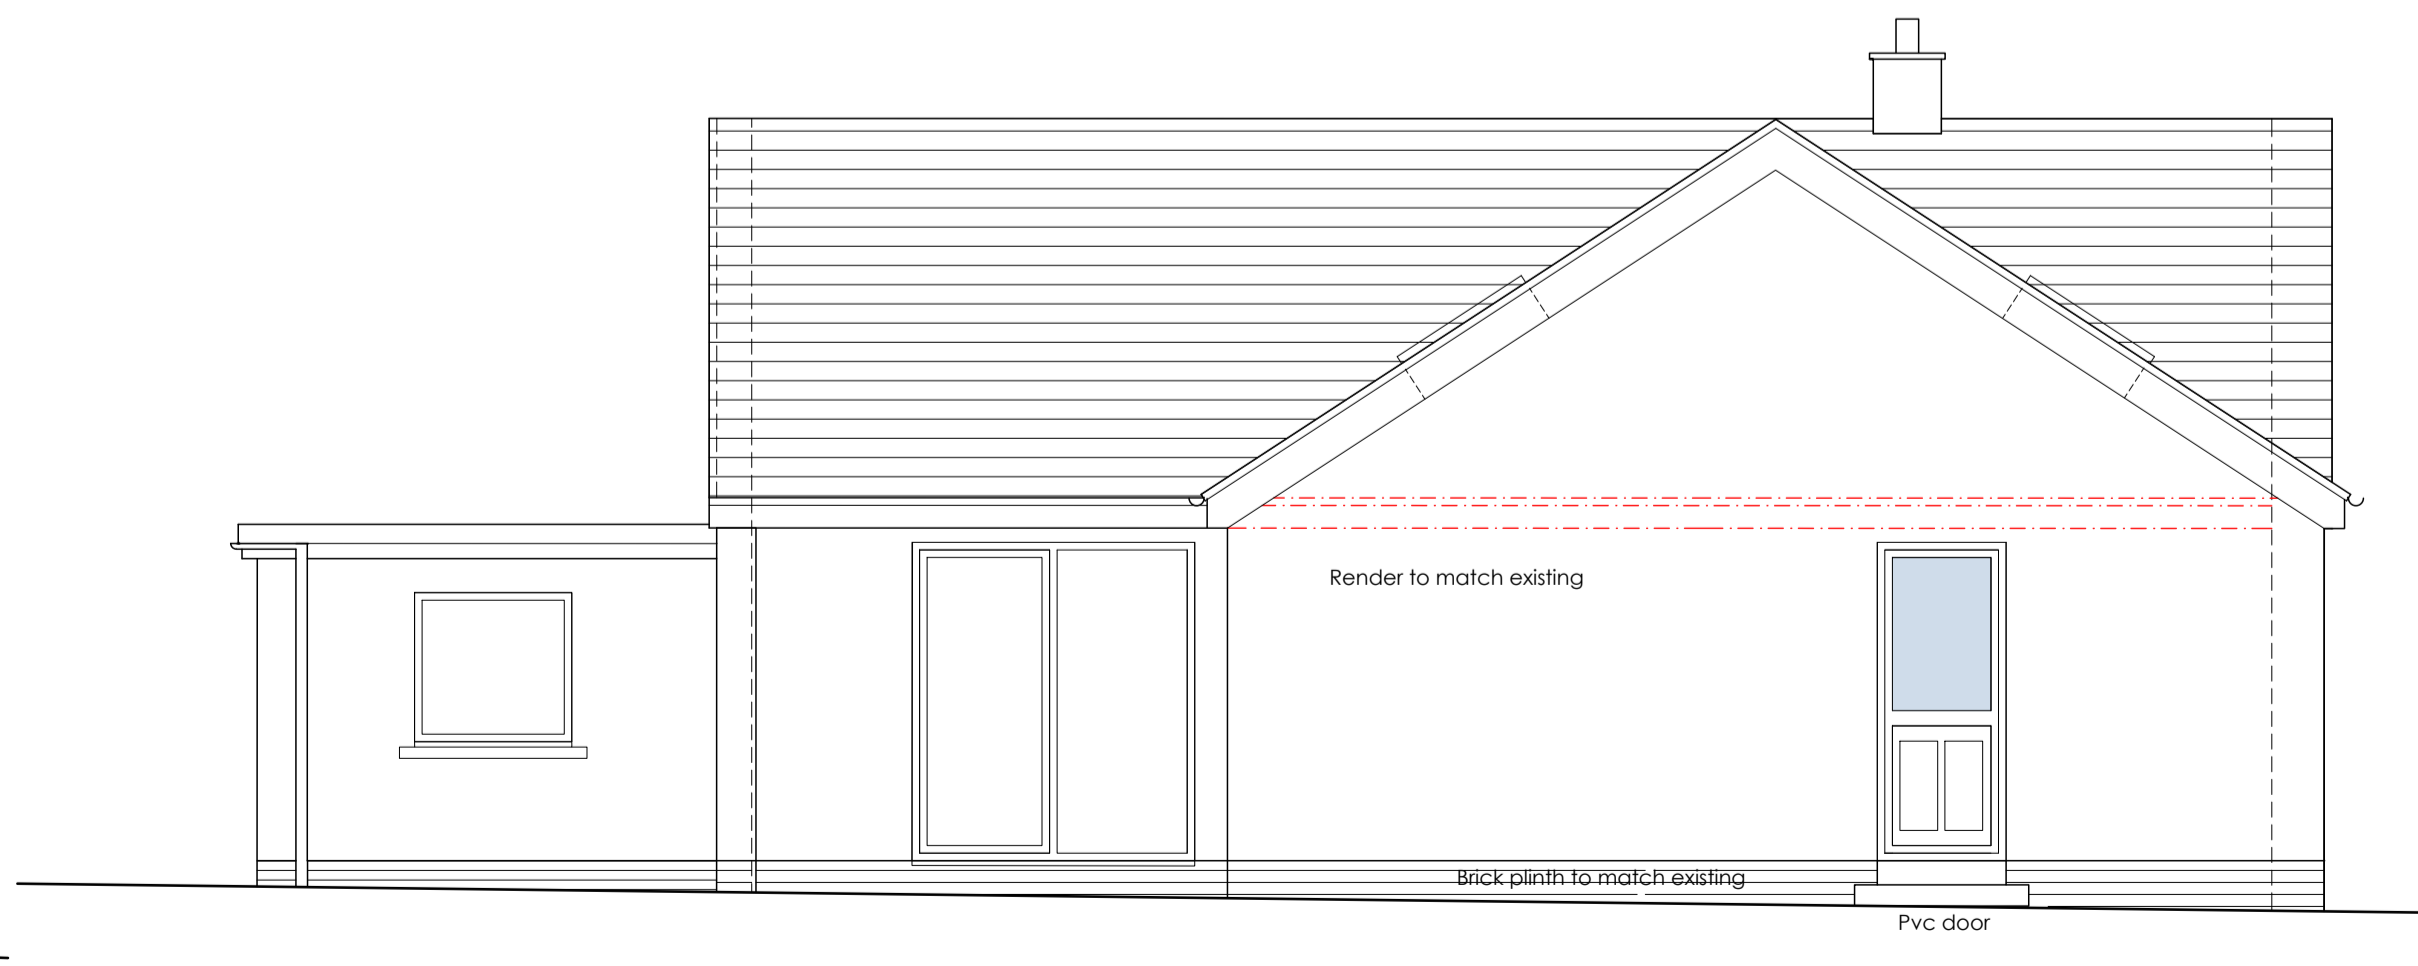 Render to match existing
Brick plinth to match existing
Pvc door